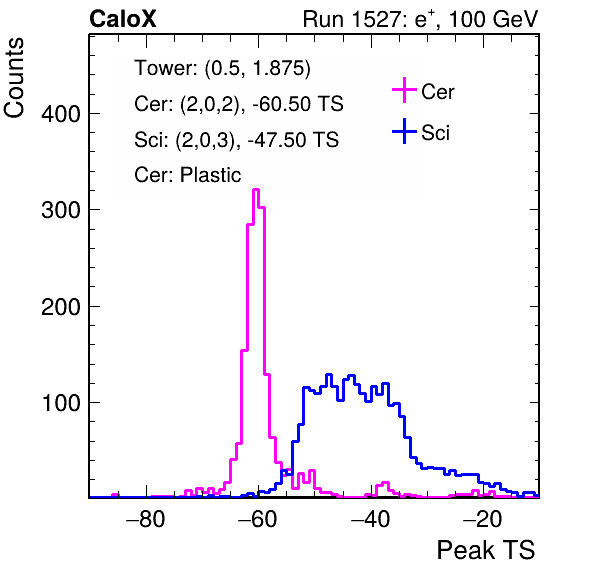 CaloX Run 1527: e⁺, 100 GeV
Counts
Tower: (0.5, 1.875)
Cer: (2,0,2), -60.50 TS
Sci: (2,0,3), -47.50 TS
Cer: Plastic
Cer
Sci
400
300
200
100
−80 −60 −40 −20
Peak TS